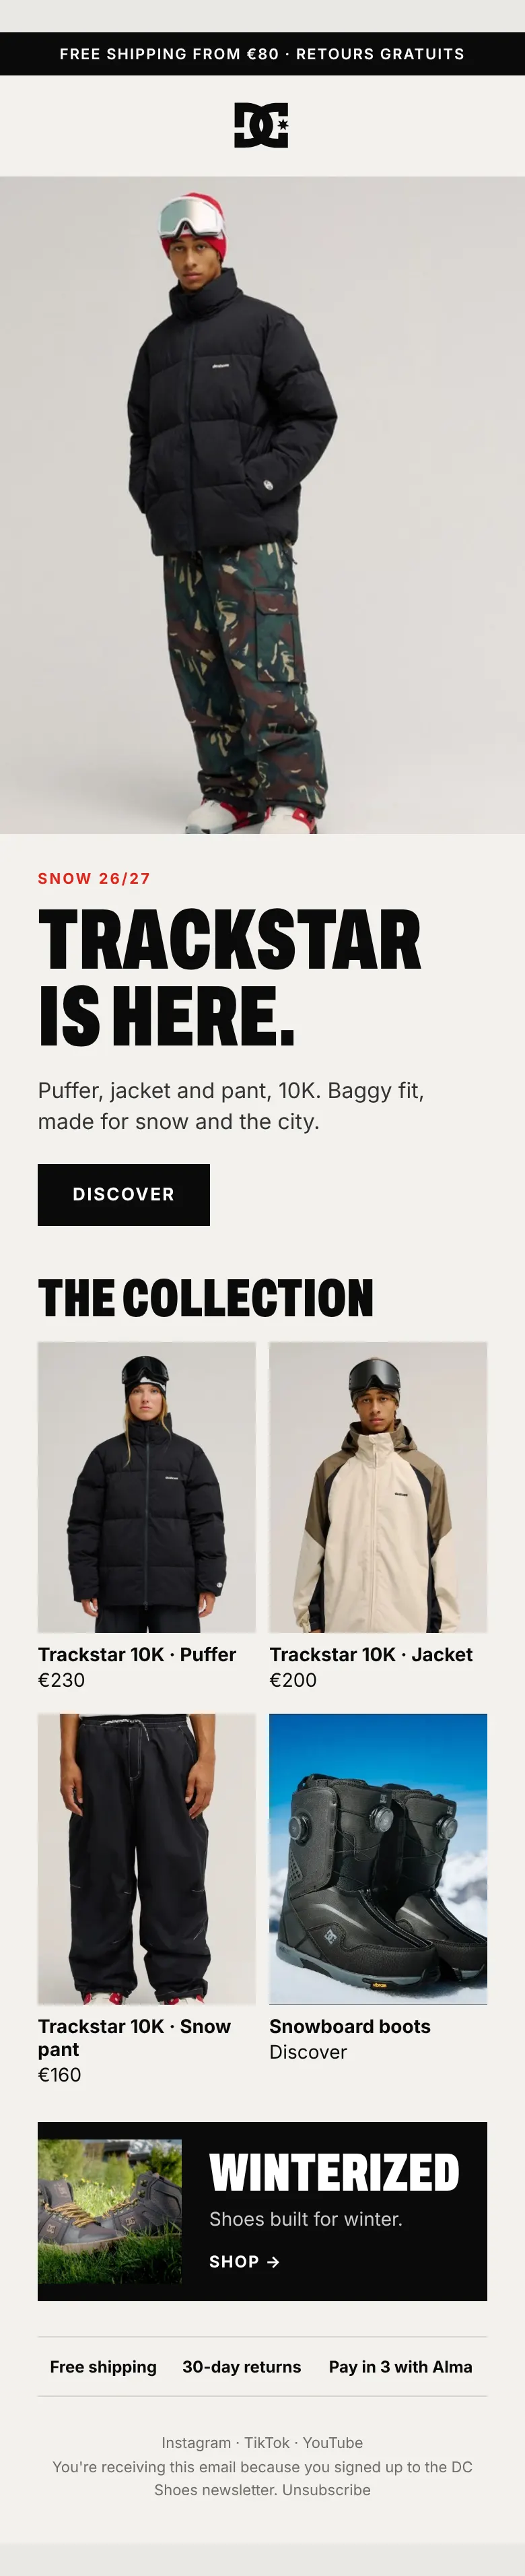 FREE SHIPPING FROM €80 · RETOURS GRATUITS
DC
SNOW 26/27
TRACKSTAR
IS HERE.
Puffer, jacket and pant, 10K. Baggy fit,
made for snow and the city.
DISCOVER
THE COLLECTION
Trackstar 10K · Puffer
€230
Trackstar 10K · Jacket
€200
Trackstar 10K · Snow
pant
€160
Snowboard boots
Discover
vibram
WINTERIZED
Shoes built for winter.
SHOP →
Free shipping
30-day returns
Pay in 3 with Alma
Instagram · TikTok · YouTube
You're receiving this email because you signed up to the DC
Shoes newsletter. Unsubscribe